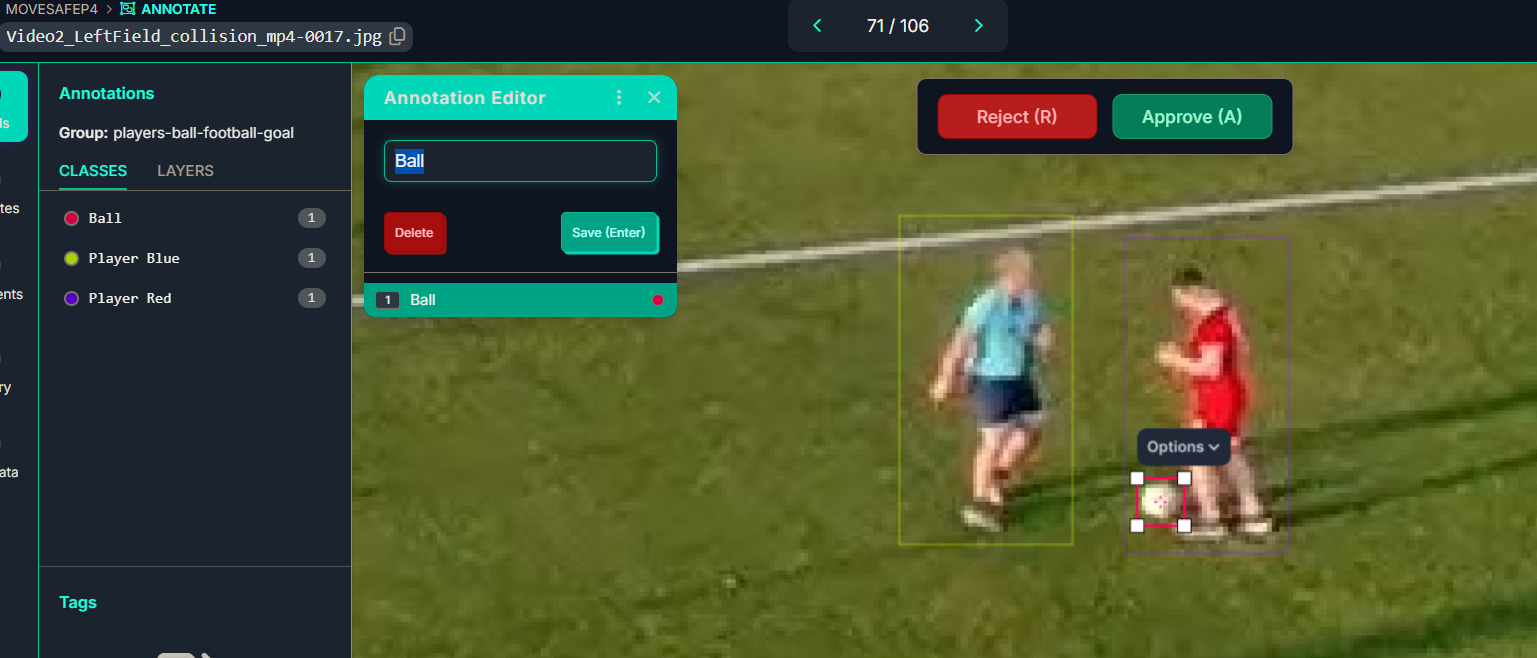 MOVESAFEP4 > ANNOTATE
Video2_LeftField_collision_mp4-0017.jpg
71 / 106
ls
tes
ents
ry
ata
Annotations
Group: players-ball-football-goal
CLASSES LAYERS
Ball 1
Player Blue 1
Player Red 1
Tags
Annotation Editor
Ball
Delete Save (Enter)
1 Ball
Reject (R) Approve (A)
Options